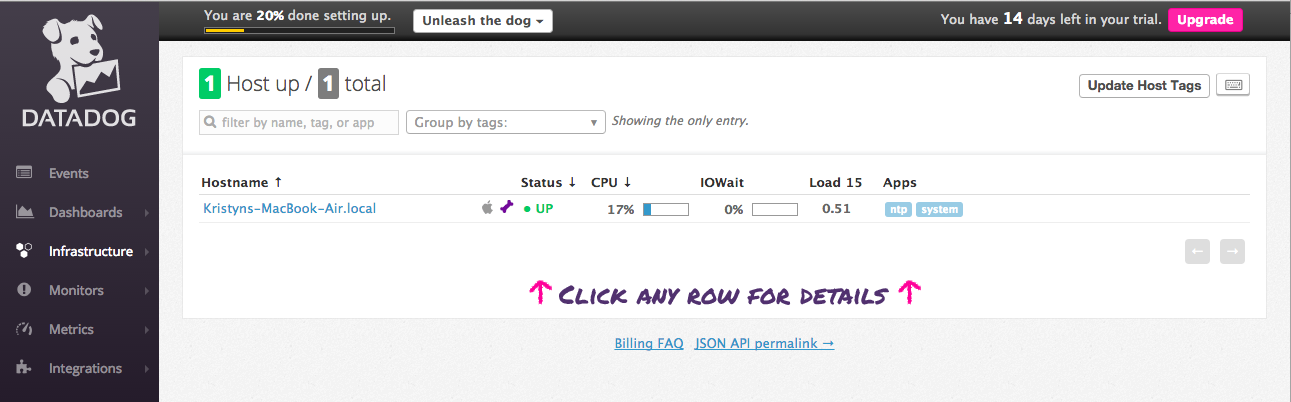 You are 20% done setting up.
Unleash the dog
You have 14 days left in your trial. Upgrade
DATADOG
Events
Dashboards
Infrastructure
Monitors
Metrics
Integrations
1 Host up / 1 total
Update Host Tags
filter by name, tag, or app
Group by tags:
Showing the only entry.
Hostname ↑ Status ↓ CPU ↓ IOWait Load 15 Apps
Kristyns-MacBook-Air.local UP 17% 0% 0.51 ntp system
← →
↑ CLICK ANY ROW FOR DETAILS ↑
Billing FAQ JSON API permalink →